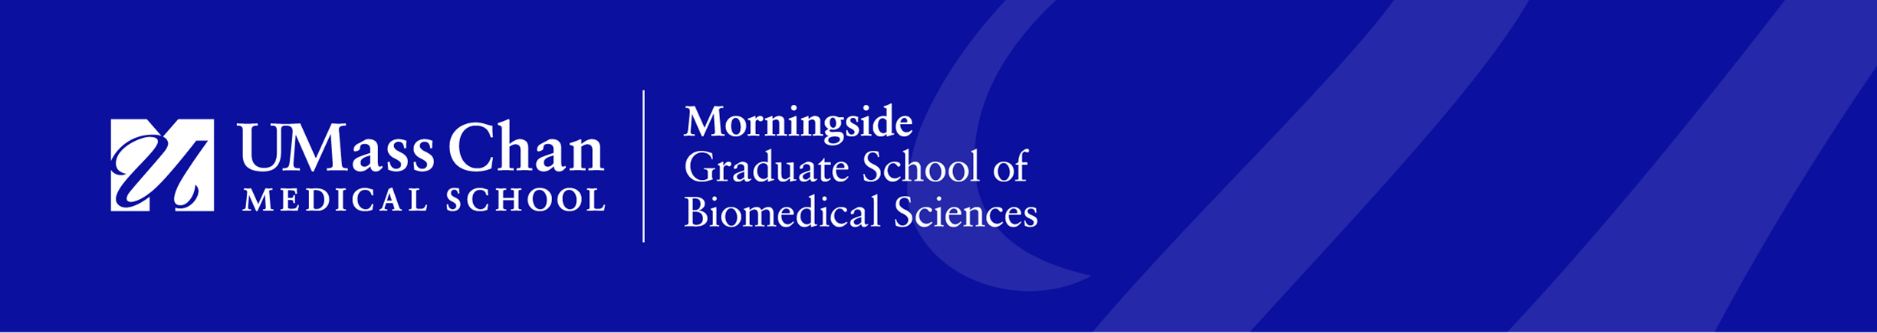 UMass Chan
MEDICAL SCHOOL
Morningside
Graduate School of
Biomedical Sciences